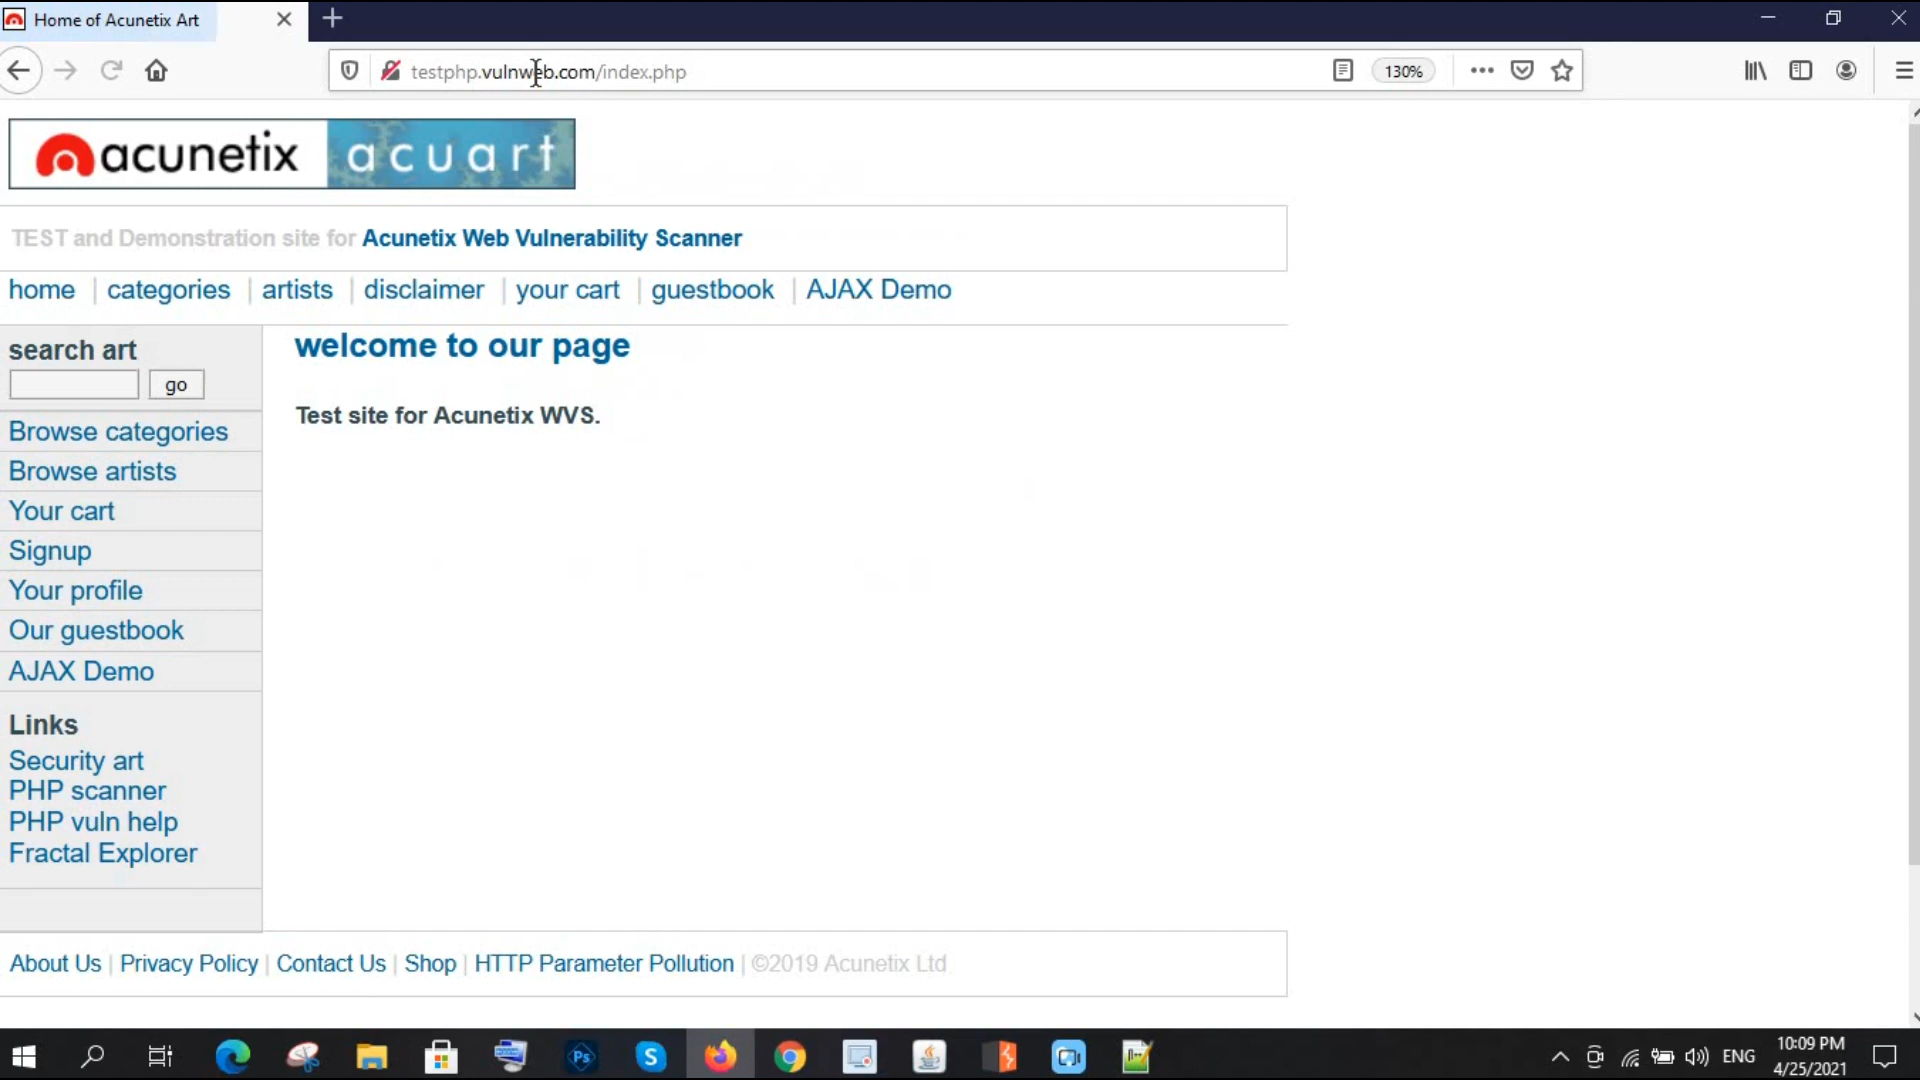 Home of Acunetix Art
testphp.vulnweb.com/index.php
130%
acunetix acuart
TEST and Demonstration site for Acunetix Web Vulnerability Scanner
home | categories | artists | disclaimer | your cart | guestbook | AJAX Demo
search art
go
Browse categories
Browse artists
Your cart
Signup
Your profile
Our guestbook
AJAX Demo
Links
Security art
PHP scanner
PHP vuln help
Fractal Explorer
welcome to our page
Test site for Acunetix WVS.
About Us | Privacy Policy | Contact Us | Shop | HTTP Parameter Pollution | ©2019 Acunetix Ltd
Ps
S
ENG
10:09 PM
4/25/2021